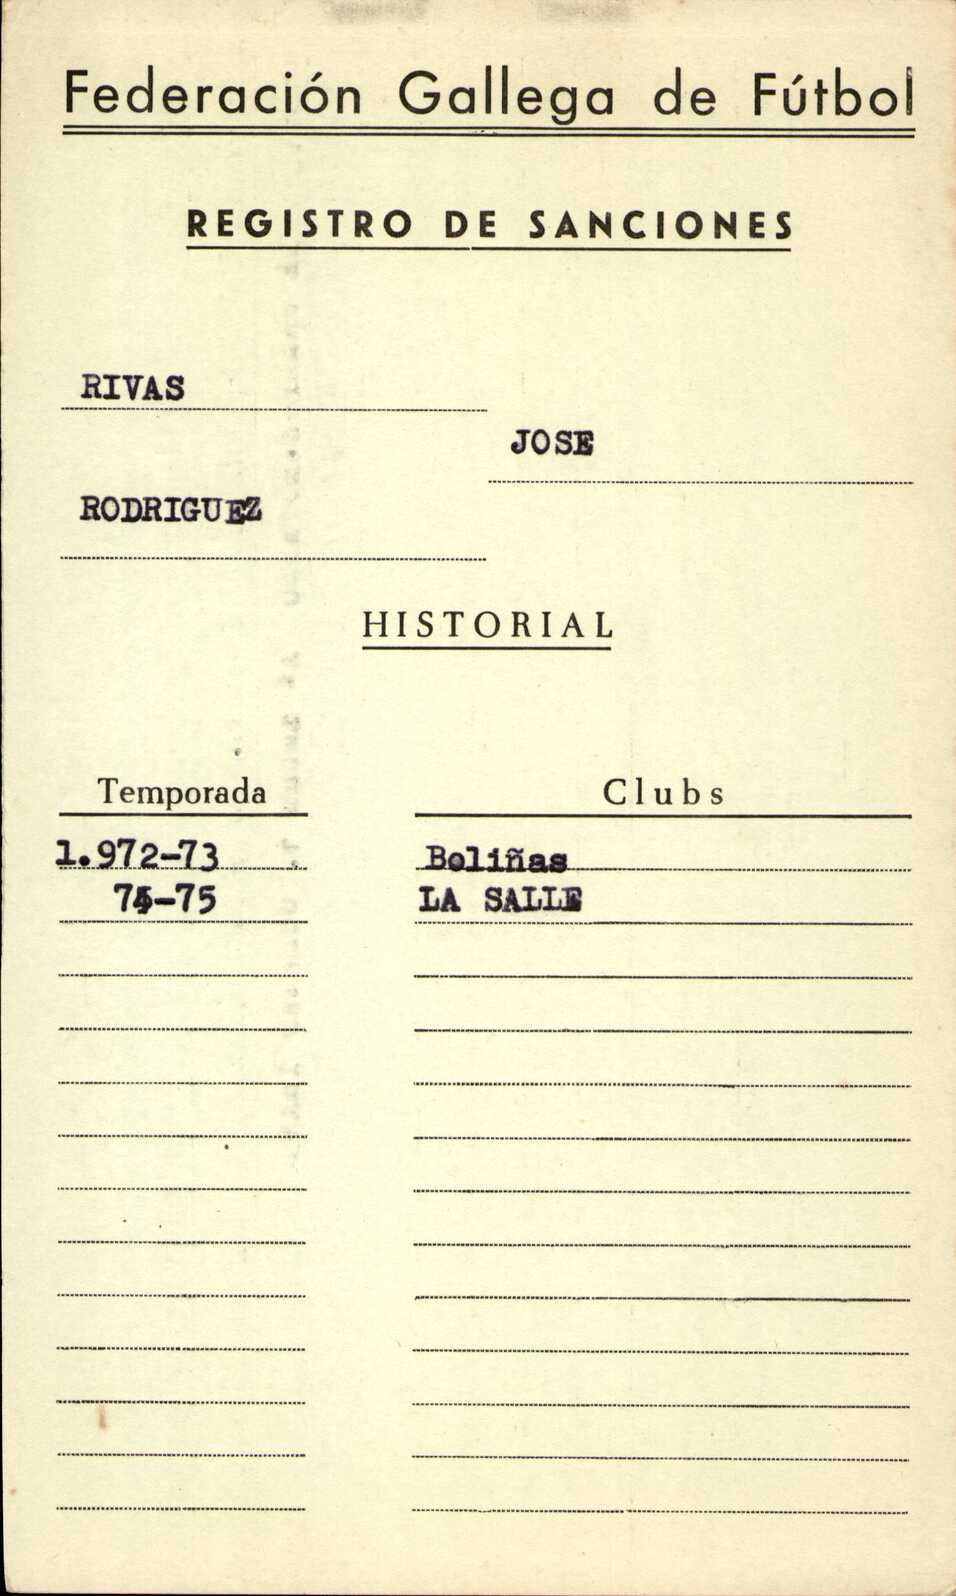 Federación Gallega de Fútbol
REGISTRO DE SANCIONES
RIVAS
JOSE
RODRIGUEZ
HISTORIAL
Temporada Clubs
1.972-73 Boliñas
74-75 LA SALLE